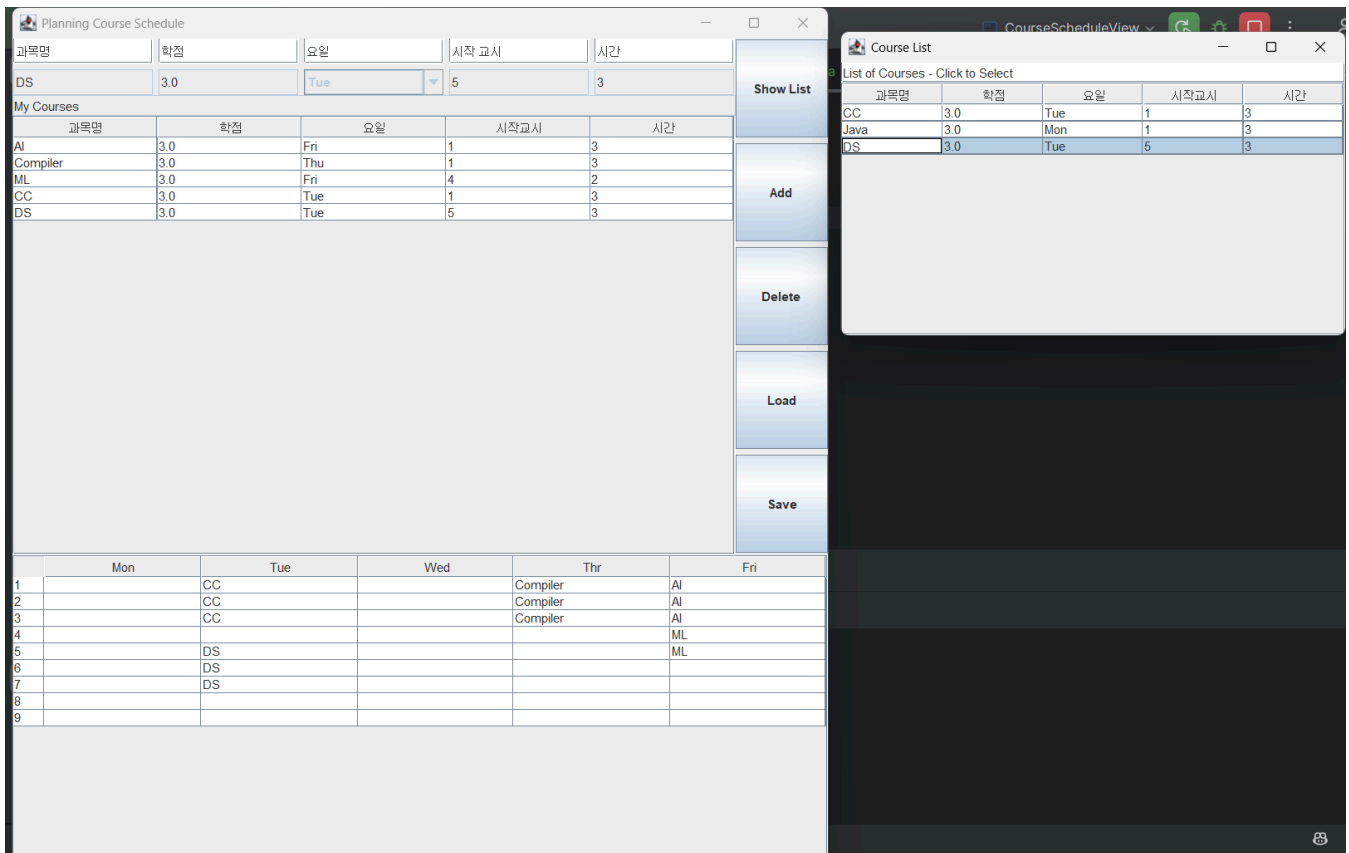 Planning Course Schedule
과목명 학점 요일 시작 교시 시간
DS 3.0 Tue 5 3
My Courses
과목명 학점 요일 시작교시 시간
AI 3.0 Fri 1 3
Compiler 3.0 Thu 1 3
ML 3.0 Fri 4 2
CC 3.0 Tue 1 3
DS 3.0 Tue 5 3
Show List
Add
Delete
Load
Save
Mon Tue Wed Thr Fri
1 CC Compiler AI
2 CC Compiler AI
3 CC Compiler AI
4 ML
5 DS ML
6 DS
7 DS
8
9
CourseScheduleView
Course List
List of Courses - Click to Select
과목명 학점 요일 시작교시 시간
CC 3.0 Tue 1 3
Java 3.0 Mon 1 3
DS 3.0 Tue 5 3